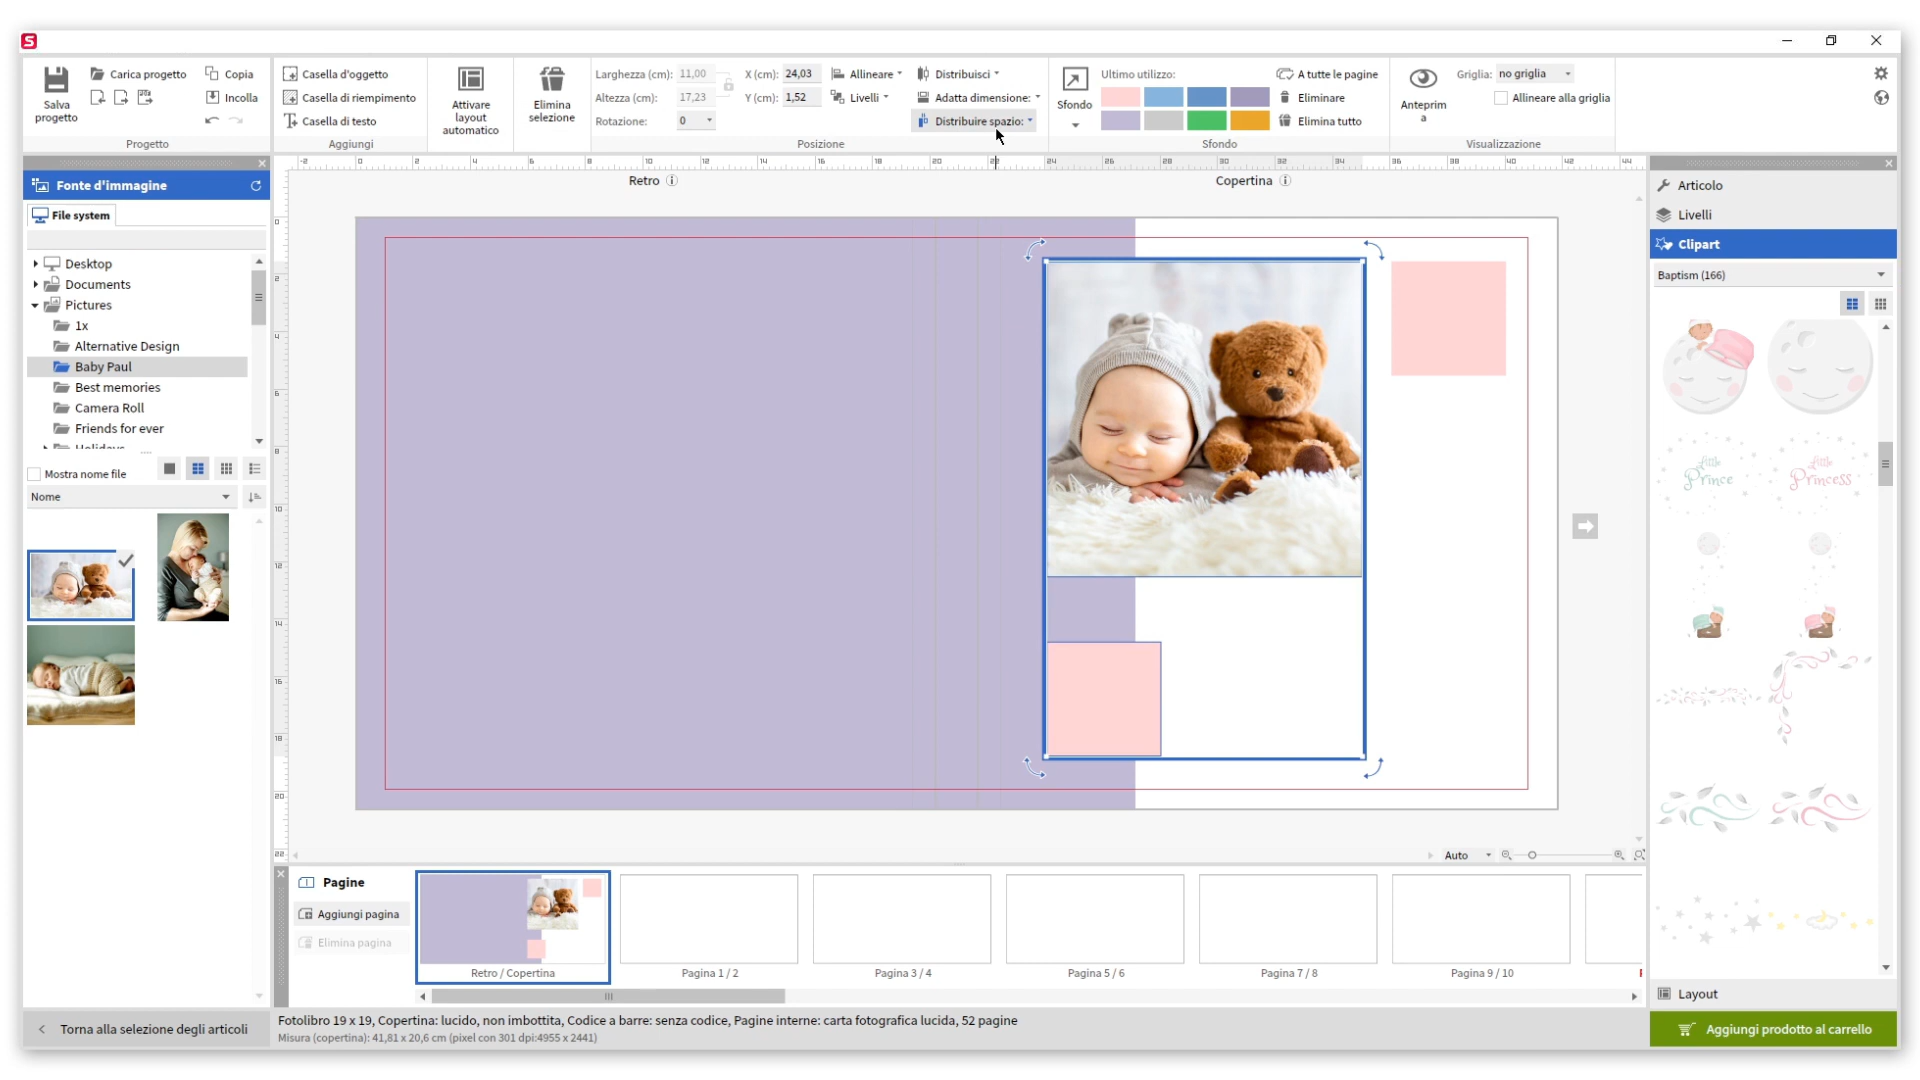 S
Salva progetto
Carica progetto
Copia
Incolla
Progetto
Casella d'oggetto
Casella di riempimento
Casella di testo
Aggiungi
Attivare layout automatico
Elimina selezione
Larghezza (cm): 11,00
Altezza (cm): 17,23
Rotazione: 0
X (cm): 24,03
Y (cm): 1,52
Allineare
Livelli
Distribuisci
Adatta dimensione:
Distribuire spazio:
Posizione
Sfondo
Ultimo utilizzo:
A tutte le pagine
Eliminare
Elimina tutto
Sfondo
Anteprim
a
Griglia: no griglia
Allineare alla griglia
Visualizzazione
Fonte d'immagine
File system
Desktop
Documents
Pictures
1x
Alternative Design
Baby Paul
Best memories
Camera Roll
Friends for ever
Mostra nome file
Nome
Retro
Copertina
Articolo
Livelli
Clipart
Baptism (166)
Little Prince
Little Princess
Layout
Auto
Pagine
Aggiungi pagina
Elimina pagina
Retro / Copertina
Pagina 1 / 2
Pagina 3 / 4
Pagina 5 / 6
Pagina 7 / 8
Pagina 9 / 10
Torna alla selezione degli articoli
Fotolibro 19 x 19, Copertina: lucido, non imbottita, Codice a barre: senza codice, Pagine interne: carta fotografica lucida, 52 pagine
Misura (copertina): 41,81 x 20,6 cm (pixel con 301 dpi:4955 x 2441)
Aggiungi prodotto al carrello